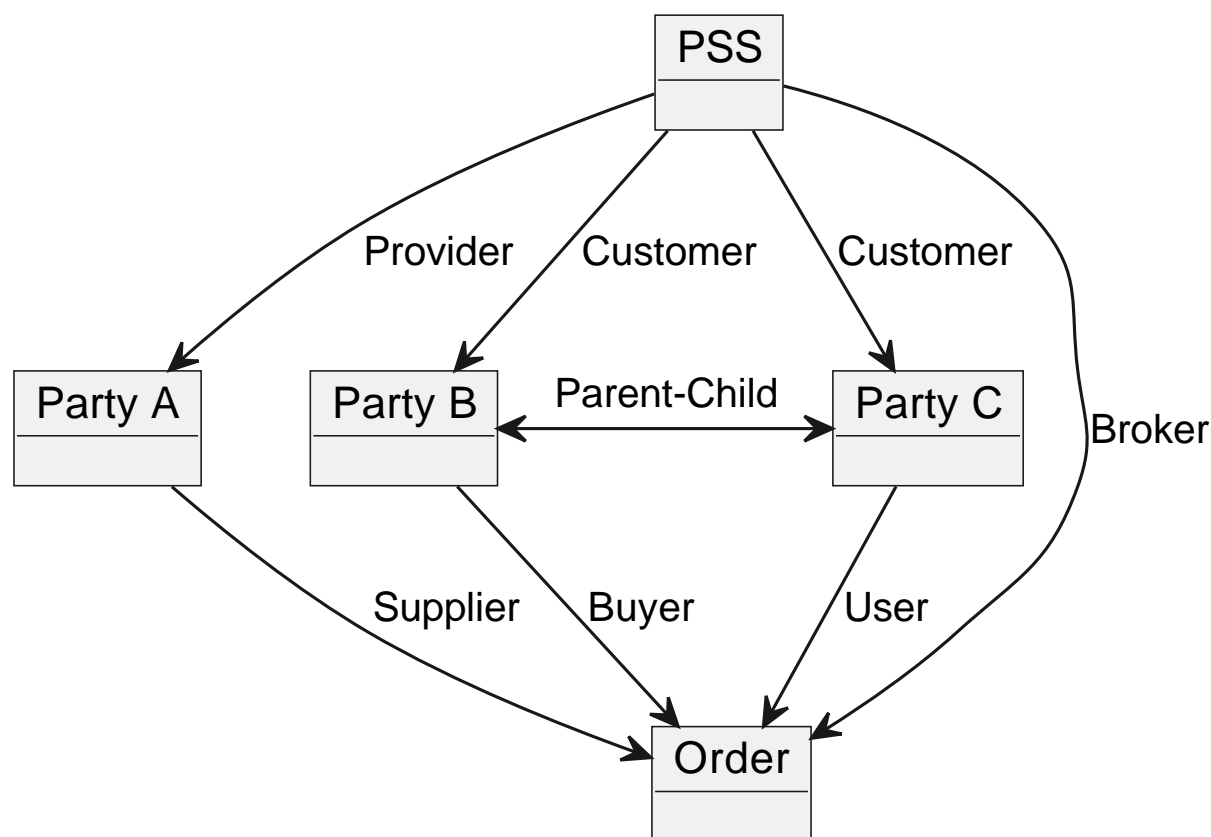 PSS
Provider
Customer
Customer
Party A
Party B
Parent-Child
Party C
Broker
Supplier
Buyer
User
Order